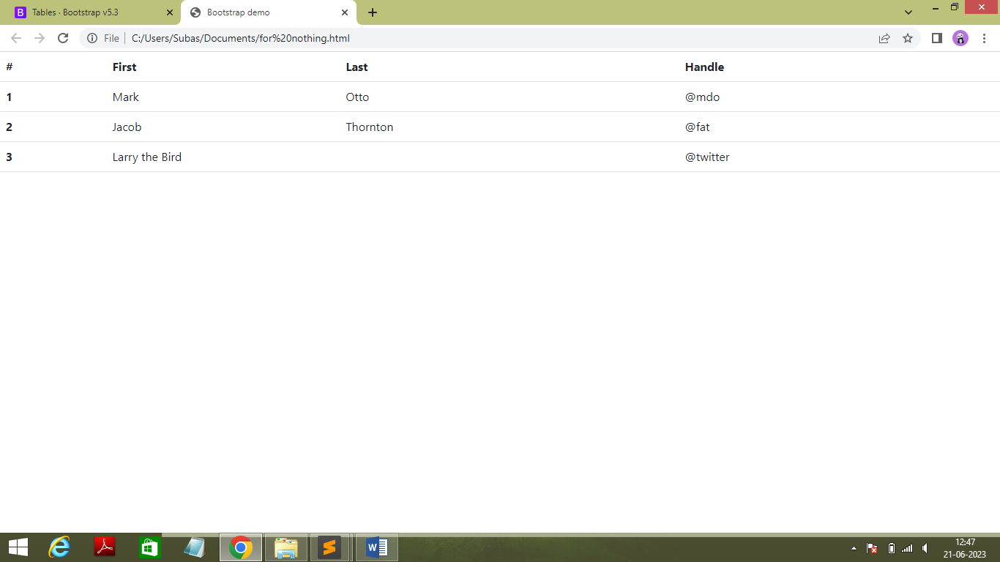 Tables · Bootstrap v5.3
Bootstrap demo
File
C:/Users/Subas/Documents/for%20nothing.html
# First Last Handle
1 Mark Otto @mdo
2 Jacob Thornton @fat
3 Larry the Bird @twitter
12:47
21-06-2023